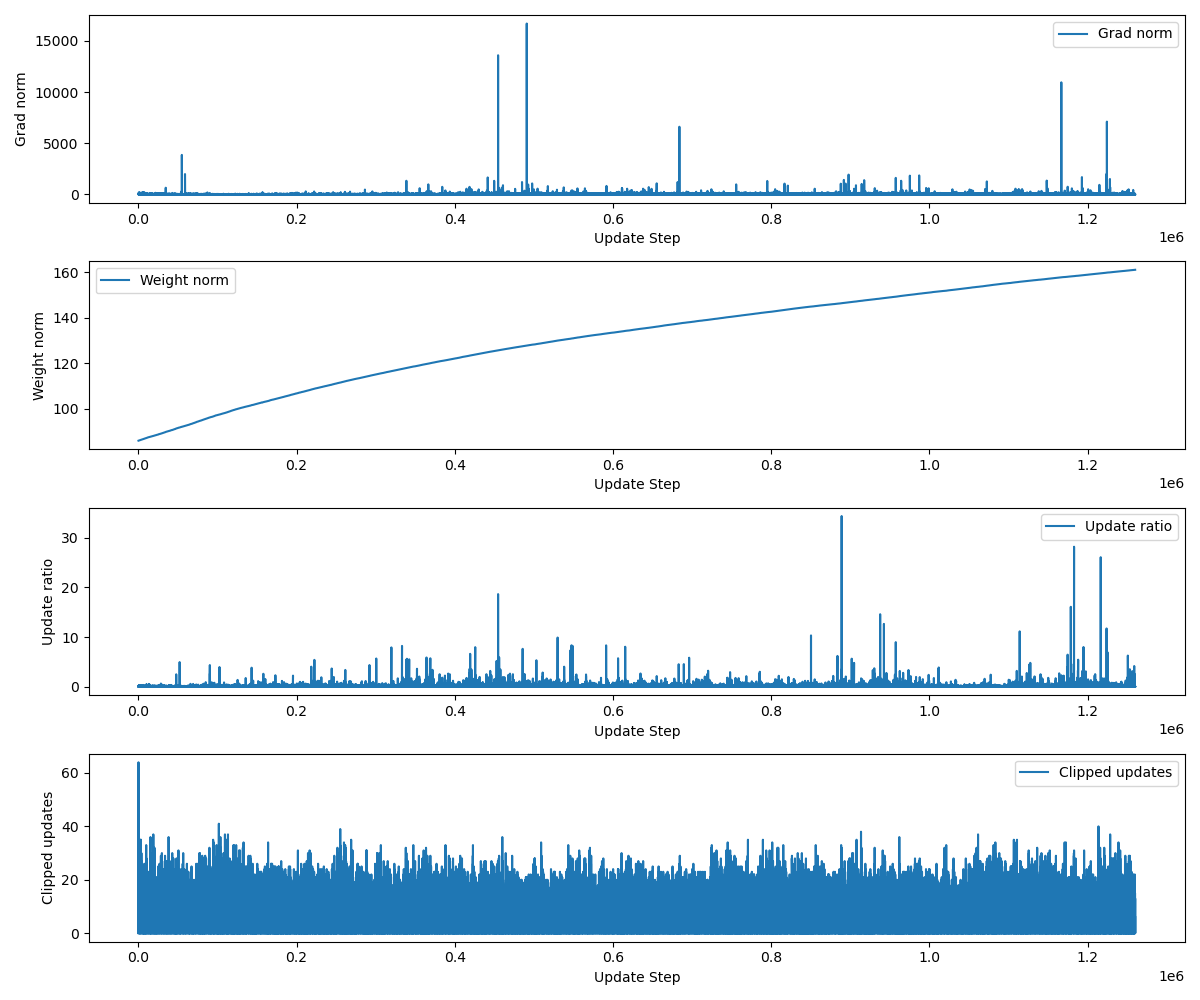 Grad norm
15000
10000
5000
0
Grad norm
0.0 0.2 0.4 0.6 0.8 1.0 1.2
Update Step
1e6
Weight norm
160
140
120
100
Weight norm
0.0 0.2 0.4 0.6 0.8 1.0 1.2
Update Step
1e6
Update ratio
30
20
10
0
Update ratio
0.0 0.2 0.4 0.6 0.8 1.0 1.2
Update Step
1e6
Clipped updates
60
40
20
0
Clipped updates
0.0 0.2 0.4 0.6 0.8 1.0 1.2
Update Step
1e6